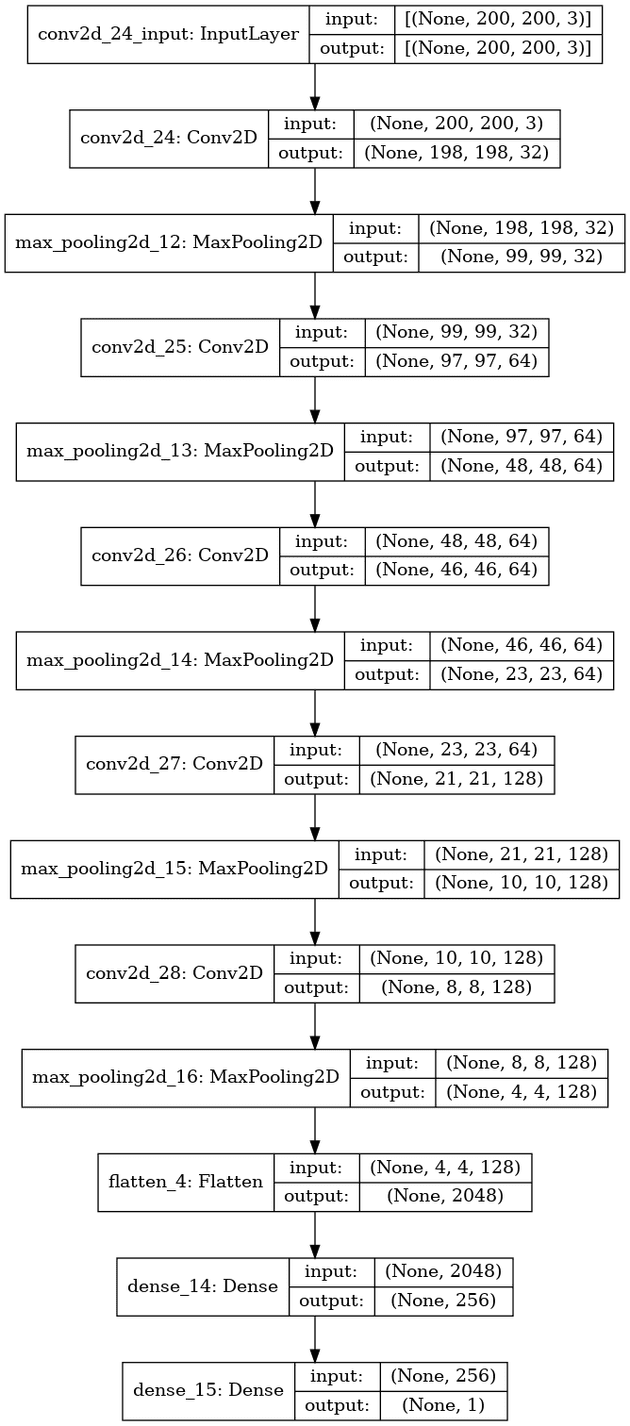 conv2d_24_input: InputLayer input: [(None, 200, 200, 3)]
output: [(None, 200, 200, 3)]
conv2d_24: Conv2D input: (None, 200, 200, 3)
output: (None, 198, 198, 32)
max_pooling2d_12: MaxPooling2D input: (None, 198, 198, 32)
output: (None, 99, 99, 32)
conv2d_25: Conv2D input: (None, 99, 99, 32)
output: (None, 97, 97, 64)
max_pooling2d_13: MaxPooling2D input: (None, 97, 97, 64)
output: (None, 48, 48, 64)
conv2d_26: Conv2D input: (None, 48, 48, 64)
output: (None, 46, 46, 64)
max_pooling2d_14: MaxPooling2D input: (None, 46, 46, 64)
output: (None, 23, 23, 64)
conv2d_27: Conv2D input: (None, 23, 23, 64)
output: (None, 21, 21, 128)
max_pooling2d_15: MaxPooling2D input: (None, 21, 21, 128)
output: (None, 10, 10, 128)
conv2d_28: Conv2D input: (None, 10, 10, 128)
output: (None, 8, 8, 128)
max_pooling2d_16: MaxPooling2D input: (None, 8, 8, 128)
output: (None, 4, 4, 128)
flatten_4: Flatten input: (None, 4, 4, 128)
output: (None, 2048)
dense_14: Dense input: (None, 2048)
output: (None, 256)
dense_15: Dense input: (None, 256)
output: (None, 1)